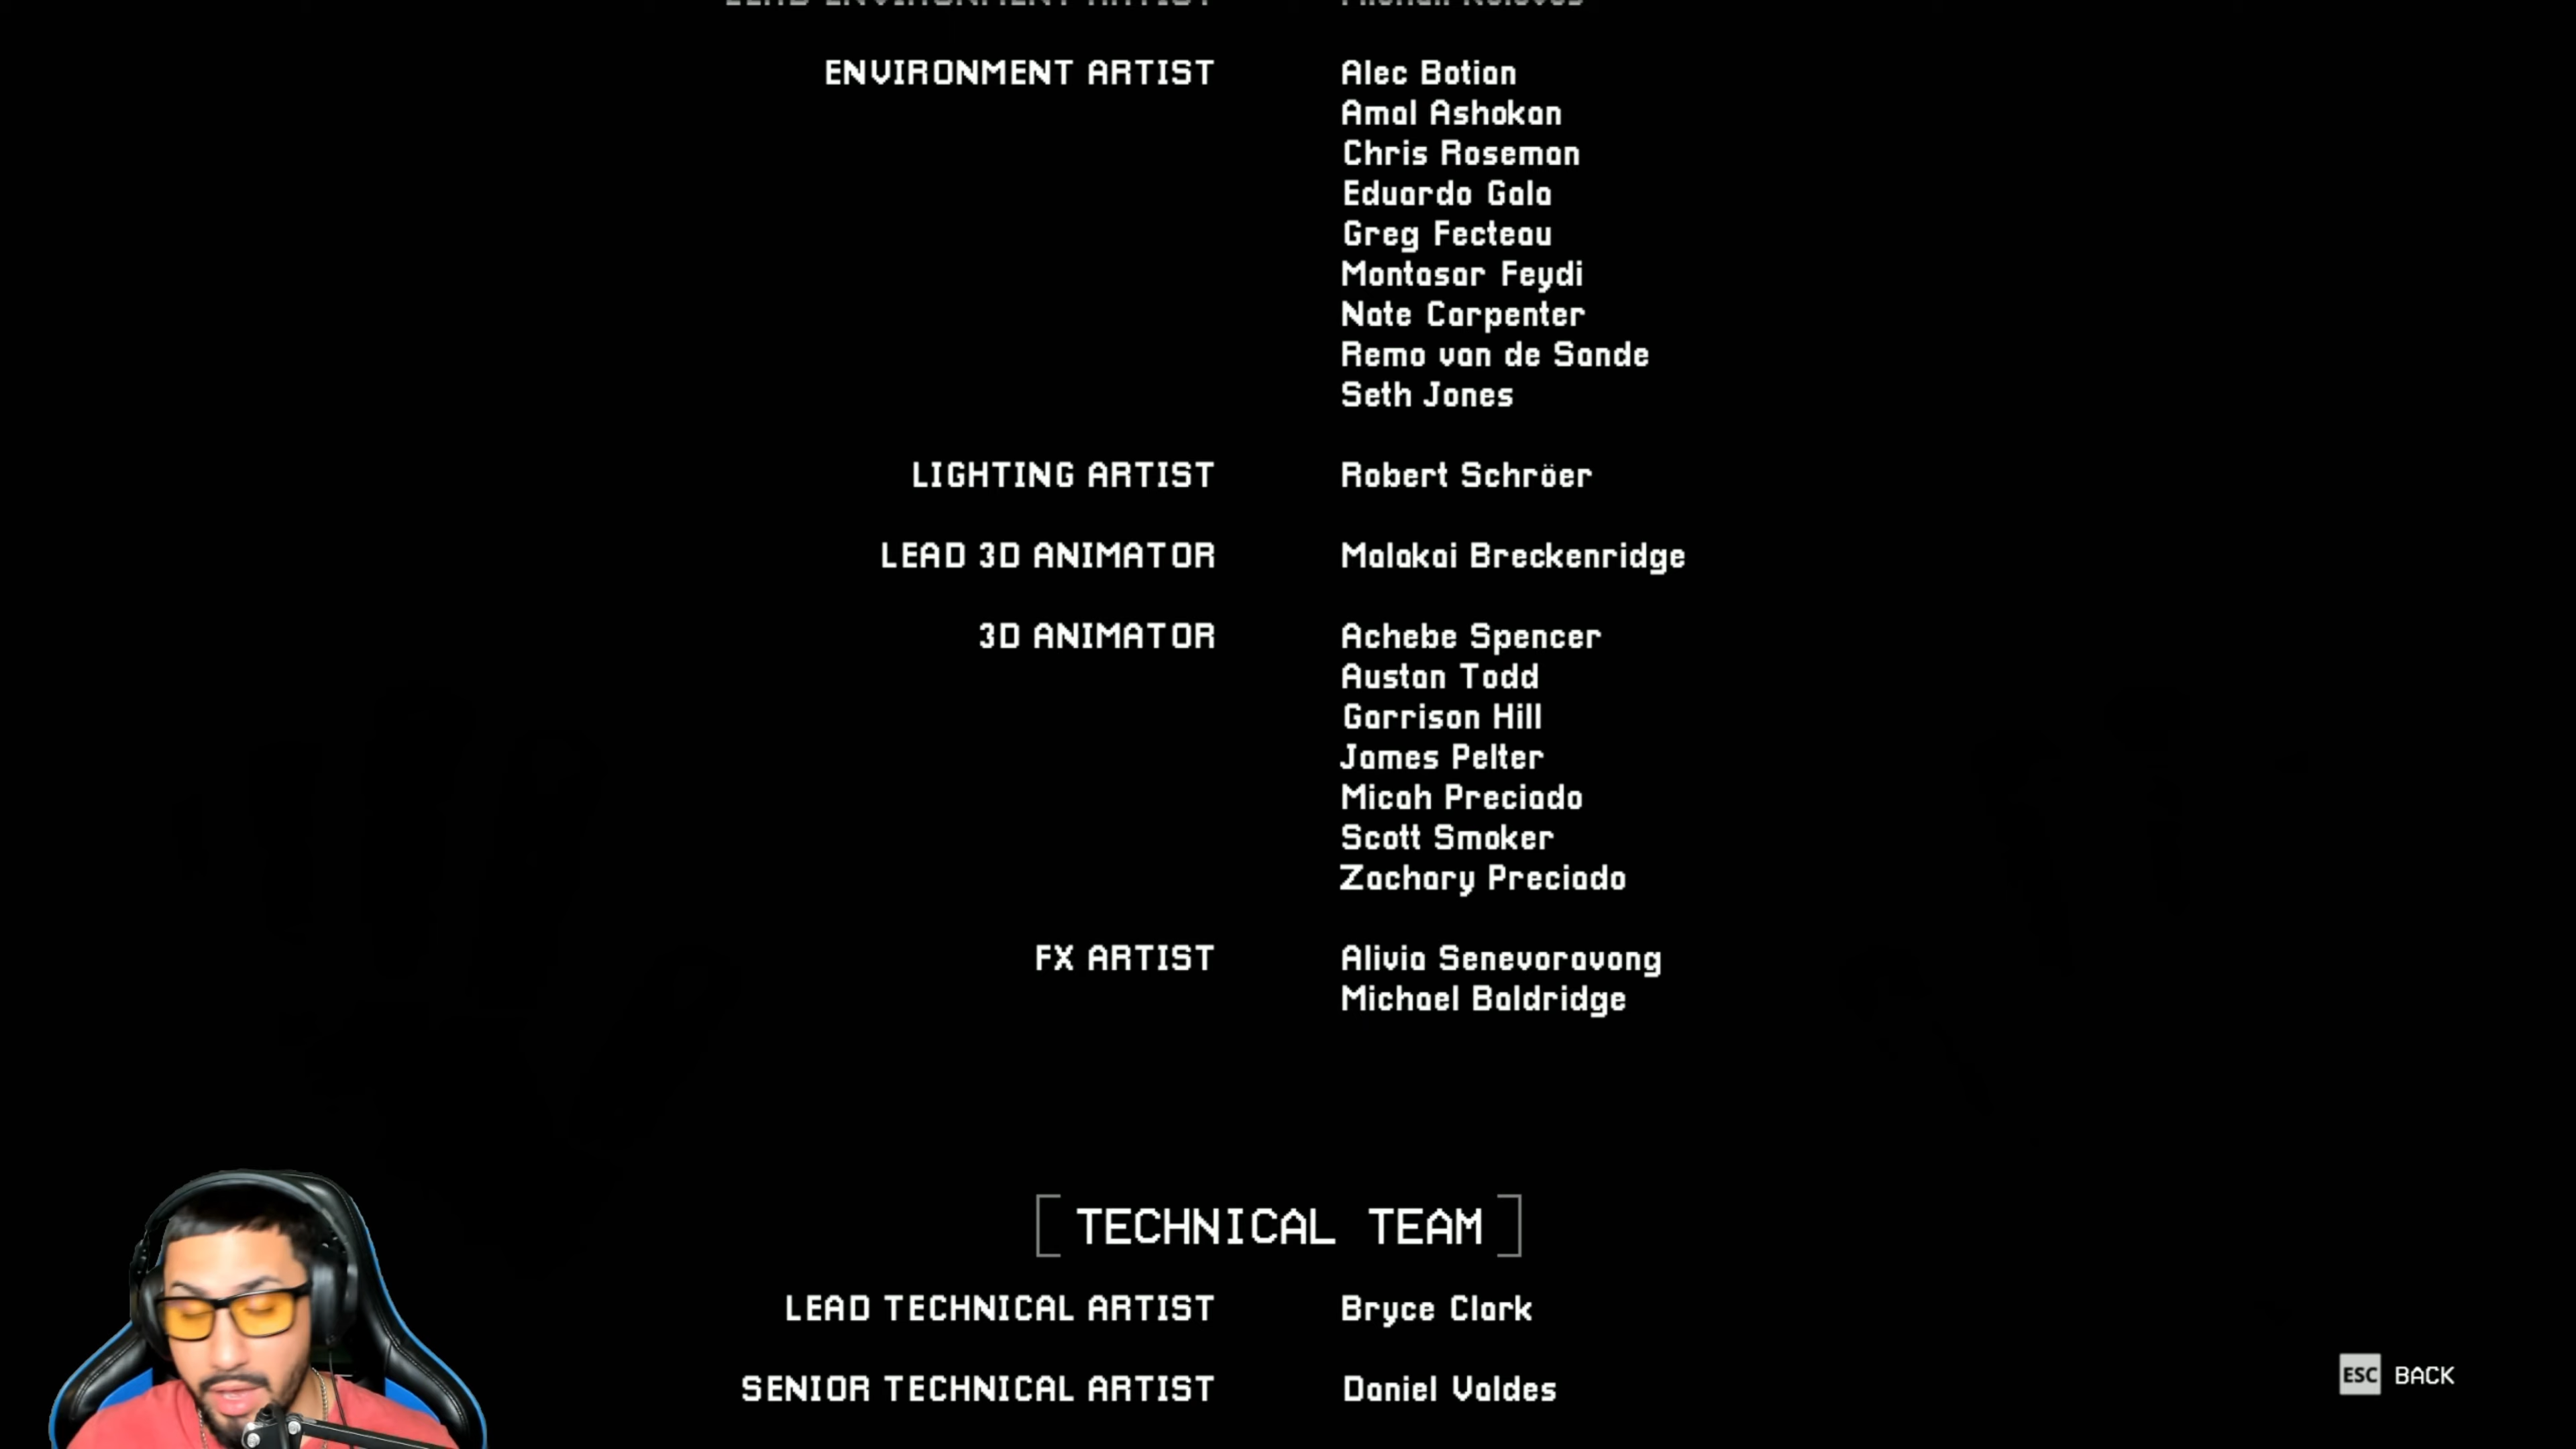 ENVIRONMENT ARTIST Alec Botian
Amal Ashokan
Chris Roseman
Eduardo Gala
Greg Fecteau
Montasar Feydi
Nate Carpenter
Remo van de Sande
Seth Jones
LIGHTING ARTIST Robert Schröer
LEAD 3D ANIMATOR Malakai Breckenridge
3D ANIMATOR Achebe Spencer
Austan Todd
Garrison Hill
James Pelter
Micah Preciado
Scott Smoker
Zachary Preciado
FX ARTIST Alivia Senevoravong
Michael Baldridge
[TECHNICAL TEAM]
LEAD TECHNICAL ARTIST Bryce Clark
SENIOR TECHNICAL ARTIST Daniel Valdes
ESC BACK